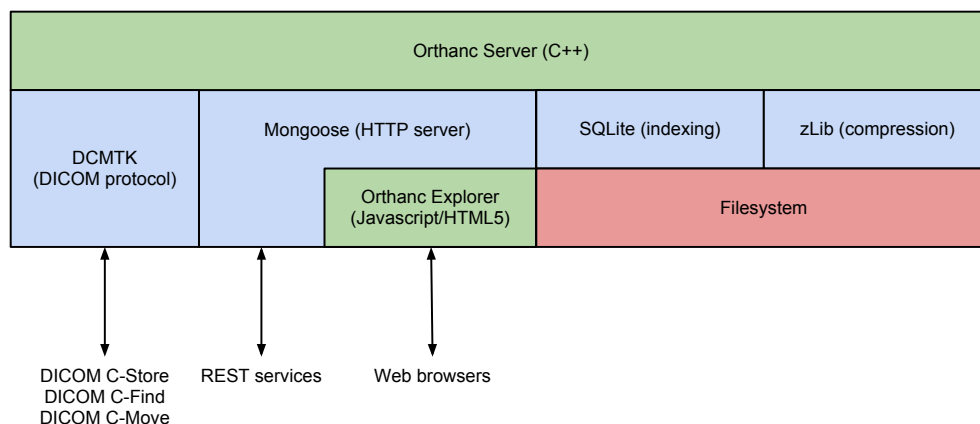 Orthanc Server (C++)
DCMTK
(DICOM protocol)
Mongoose (HTTP server)
SQLite (indexing)
zLib (compression)
Orthanc Explorer
(Javascript/HTML5)
Filesystem
DICOM C-Store
DICOM C-Find
DICOM C-Move
REST services
Web browsers